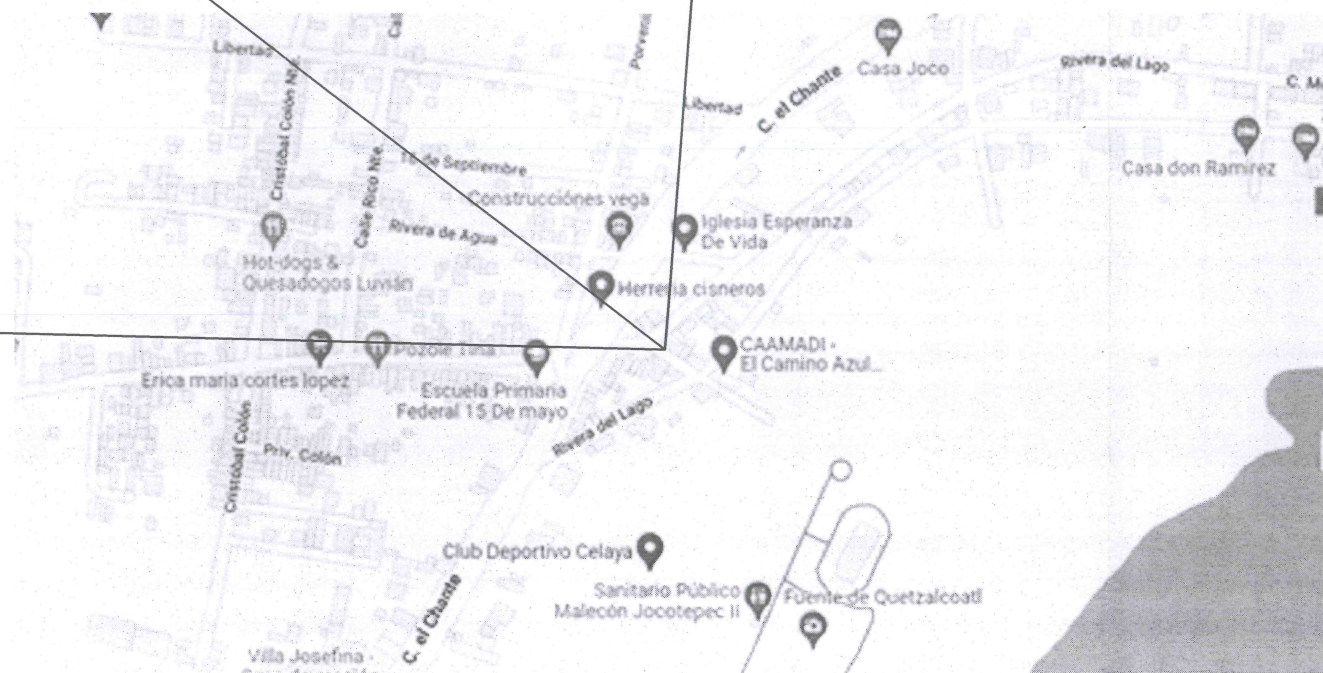 Libertad
Cristóbal Colón Nte.
Porvenir
Casa Joco
Rivera del Lago
C. el Chante
Libertad
Casa don Ramirez
15 de Septiembre
Calle Rico Nte.
Construcciónes vega
Rivera de Agua
Iglesia Esperanza
De Vida
Hot-dogs &
Quesadogos Luvián
Herreria cisneros
Pozole Tina
CAAMADI -
El Camino Azul...
Erica maria cortes lopez
Escuela Primaria
Federal 15 De mayo
Rivera del Lago
Cristóbal Colón
Priv. Colón
Club Deportivo Celaya
Sanitario Público
Malecón Jocotepec II
Fuente de Quetzalcoatl
C. el Chante
Villa Josefina -